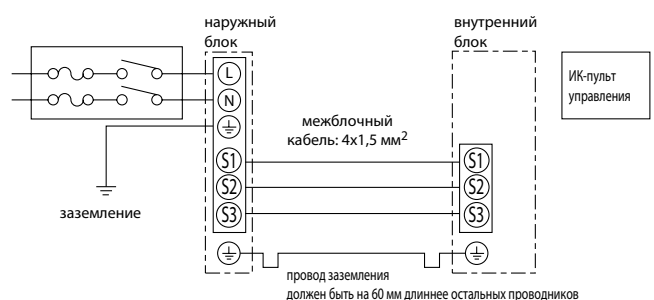 наружный
блок
внутренний
блок
L
N
ИК-пульт
управления
межблочный
кабель: 4x1,5 мм²
S1
S2
S3
S1
S2
S3
заземление
провод заземления
должен быть на 60 мм длиннее остальных проводников